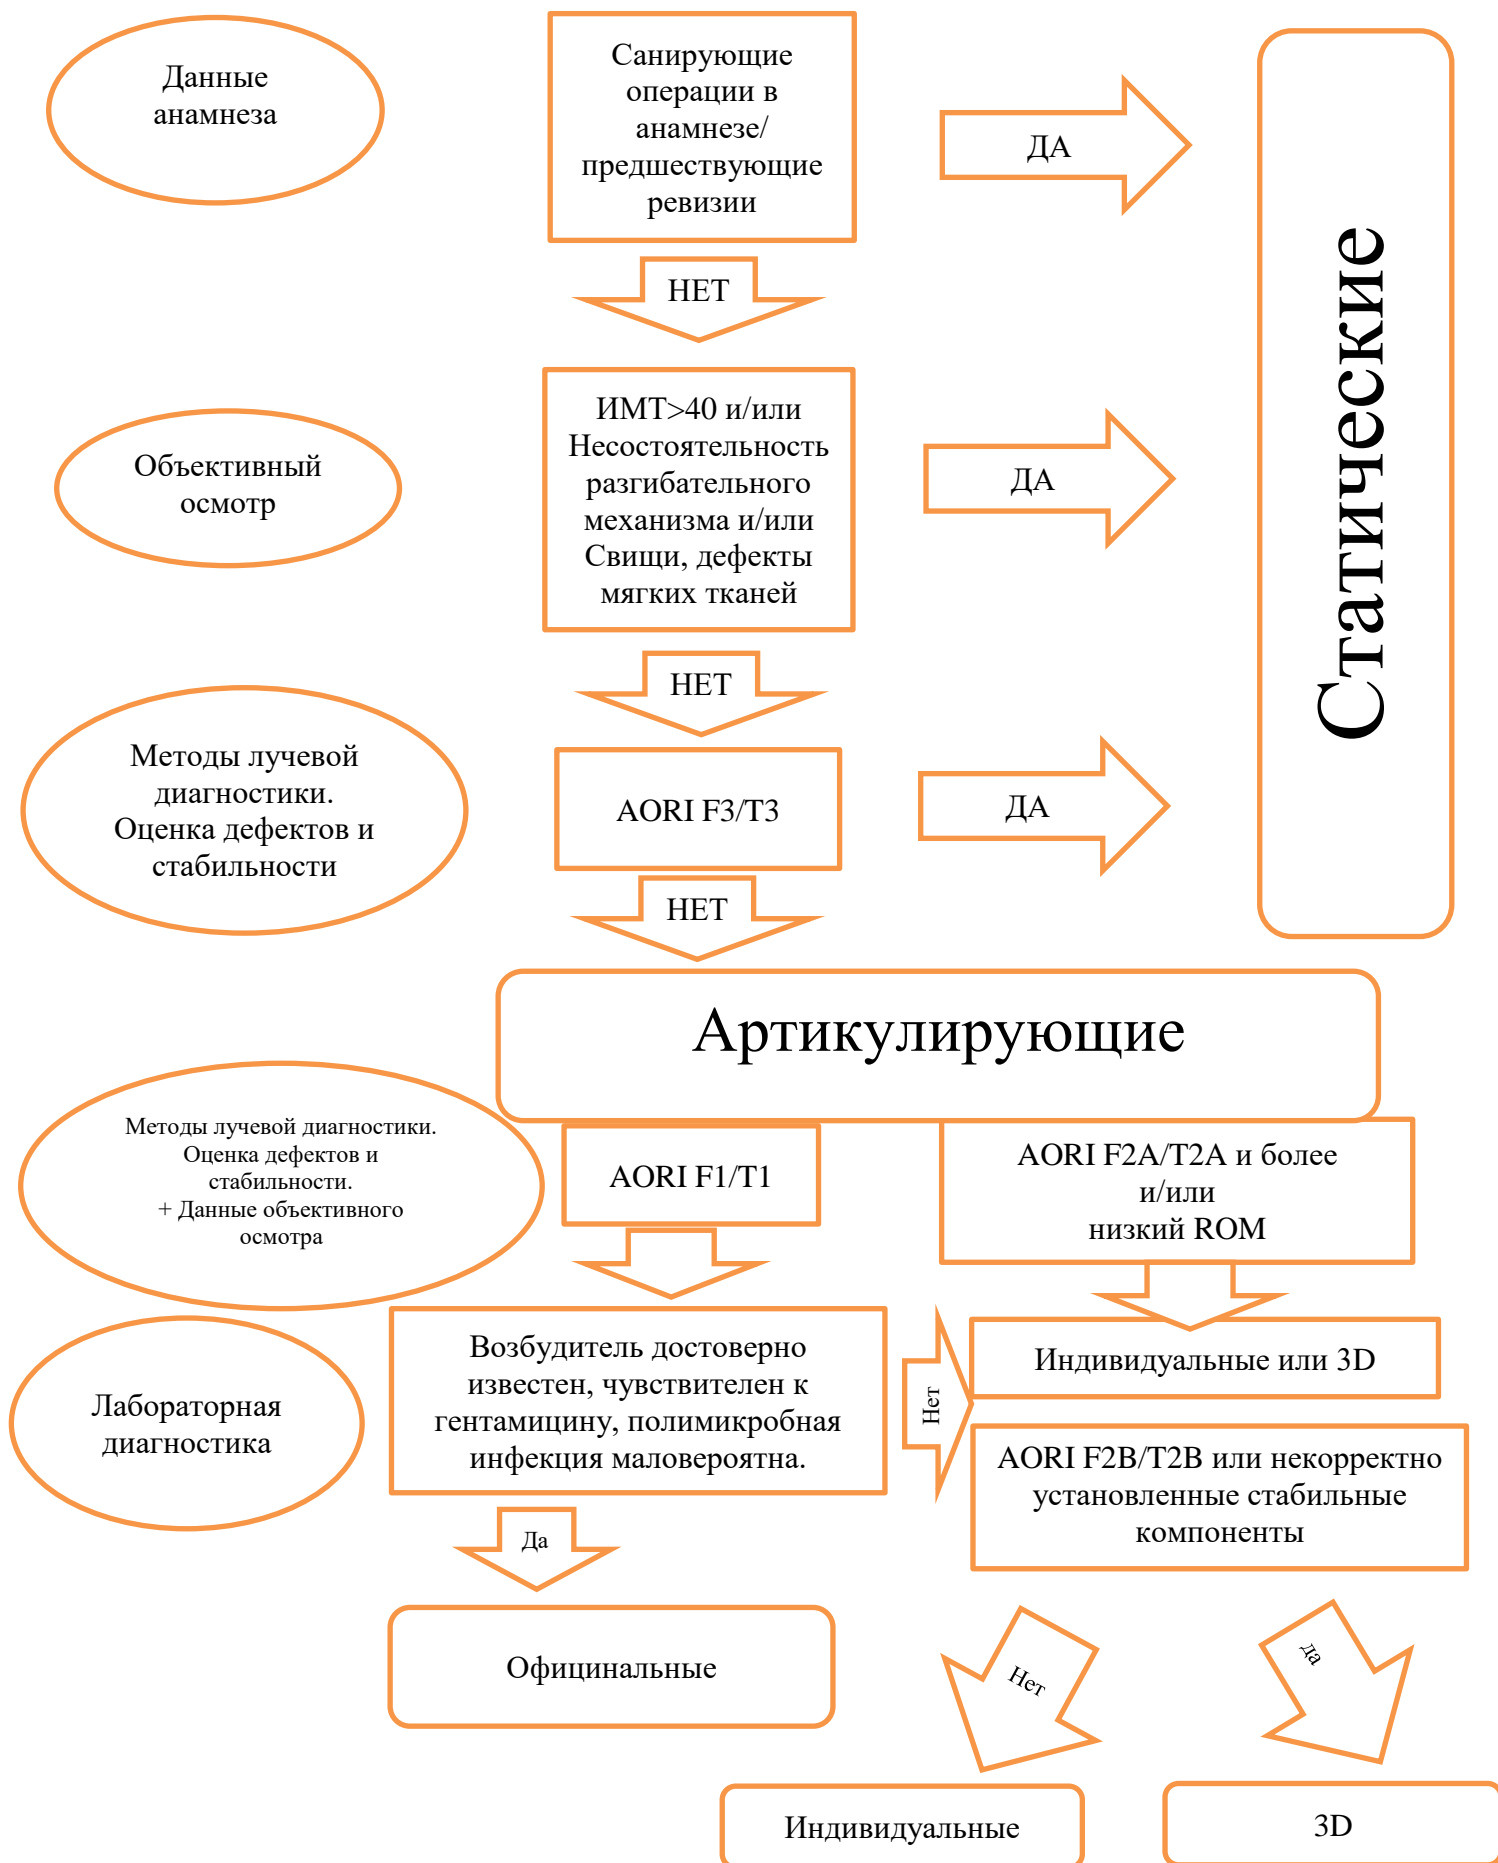 Данные
анамнеза
Санирующие
операции в
анамнезе/
предшествующие
ревизии
ДА
Статические
НЕТ
Объективный
осмотр
ИМТ>40 и/или
Несостоятельность
разгибательного
механизма и/или
Свищи, дефекты
мягких тканей
ДА
НЕТ
Методы лучевой
диагностики.
Оценка дефектов и
стабильности
AORI F3/T3
ДА
НЕТ
Артикулирующие
Методы лучевой диагностики.
Оценка дефектов и
стабильности.
+ Данные объективного
осмотра
AORI F1/T1
AORI F2A/T2A и более
и/или
низкий ROM
Лабораторная
диагностика
Возбудитель достоверно
известен, чувствителен к
гентамицину, полимикробная
инфекция маловероятна.
Нет
Индивидуальные или 3D
AORI F2B/T2B или некорректно
установленные стабильные
компоненты
Да
Официнальные
Нет
да
Индивидуальные
3D